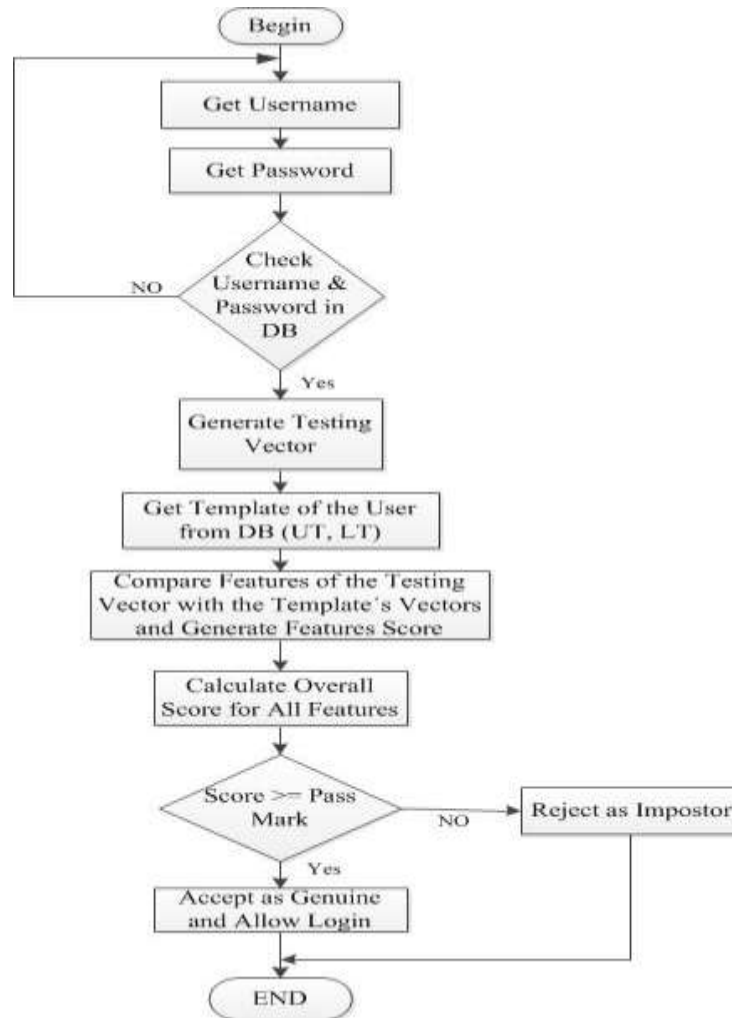 Begin
Get Username
Get Password
Check
Username &
Password in
DB
NO
Yes
Generate Testing
Vector
Get Template of the User
from DB (UT, LT)
Compare Features of the Testing
Vector with the Template´s Vectors
and Generate Features Score
Calculate Overall
Score for All Features
Score >= Pass
Mark
NO
Reject as Impostor
Yes
Accept as Genuine
and Allow Login
END